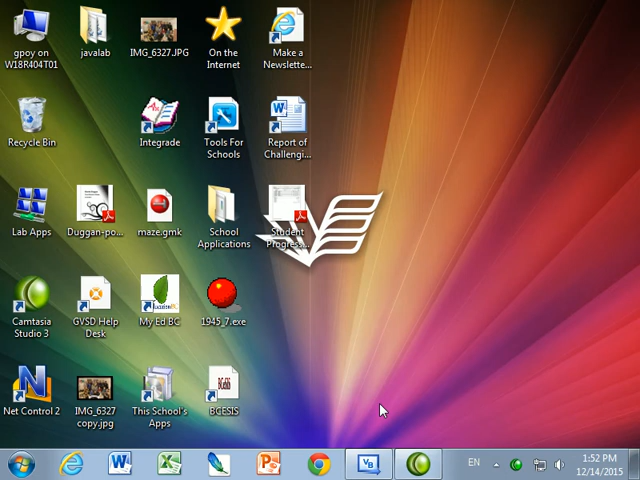 gpoy on
W18R404T01
javalab
IMG_6327.JPG
On the
Internet
Make a
Newslette...
Recycle Bin
Integrade
Tools For
Schools
Report of
Challengi...
Lab Apps
Duggan-po...
maze.gmk
School
Applications
Student
Progress...
Camtasia
Studio 3
GVSD Help
Desk
My Ed BC
1945_7.exe
Net Control 2
IMG_6327
copy.jpg
This School's
Apps
BCESIS
EN
1:52 PM
12/14/2015